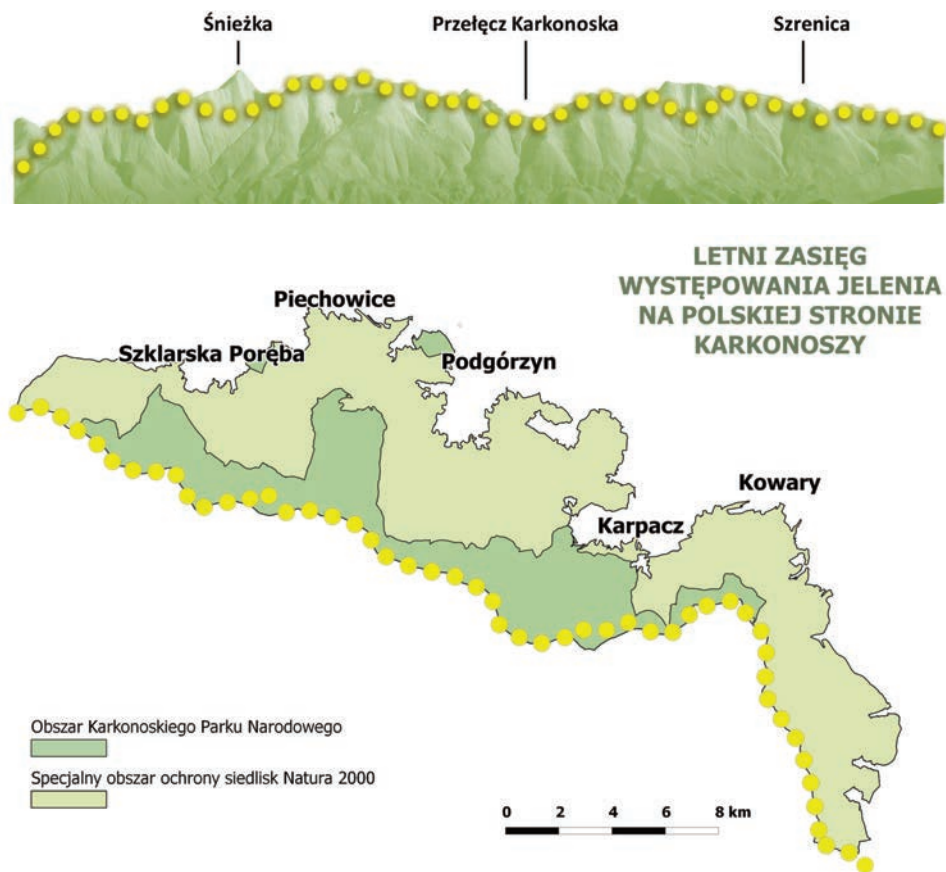 Śnieżka
Przełęcz Karkonoska
Szrenica
LETNI ZASIĘG
WYSTĘPOWANIA JELENIA
NA POLSKIEJ STRONIE
KARKONOSZY
Piechowice
Szklarska Poręba
Podgórzyn
Kowary
Karpacz
Obszar Karkonoskiego Parku Narodowego
Specjalny obszar ochrony siedlisk Natura 2000
0 2 4 6 8 km